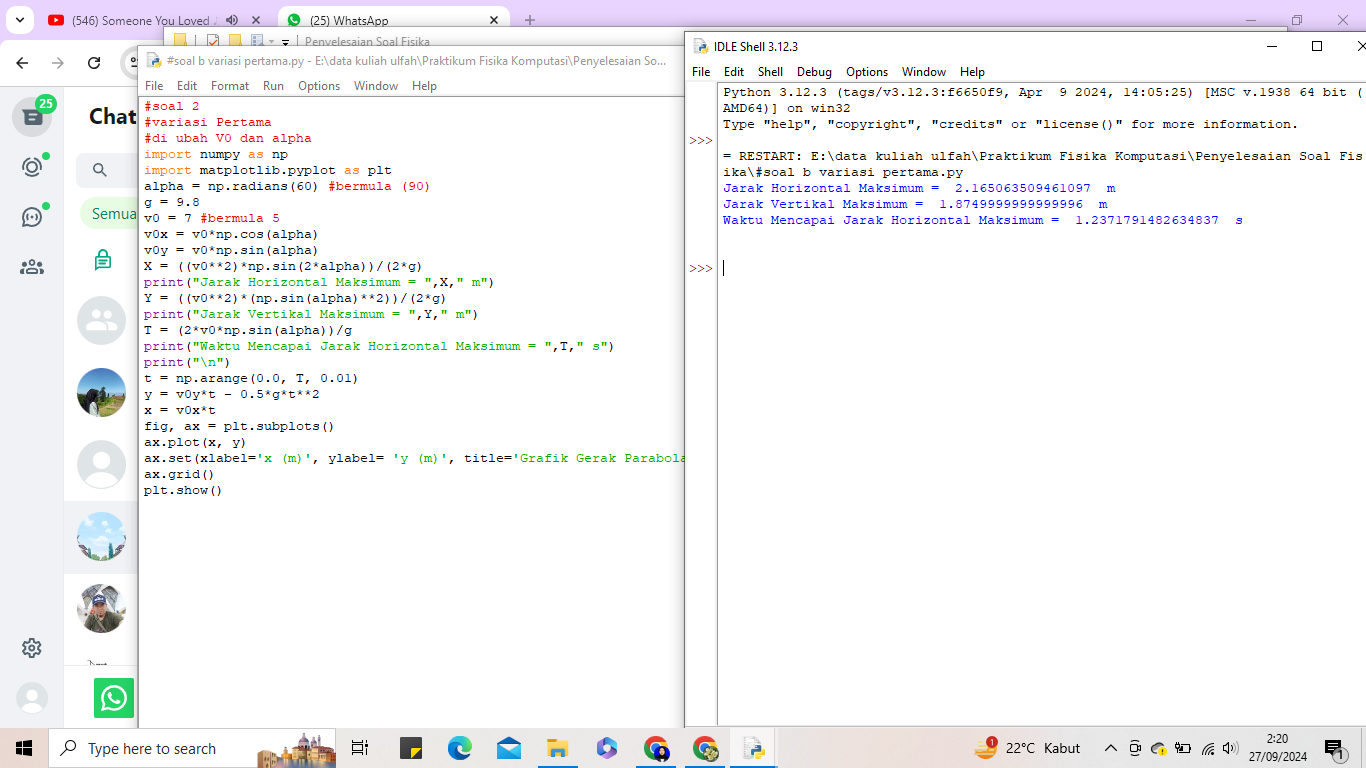 (546) Someone You Loved
(25) WhatsApp
Penyelesaian Soal Fisika
25
Chat
Semua
#soal b variasi pertama.py - E:\data kuliah ulfah\Praktikum Fisika Komputasi\Penyelesaian So...
File Edit Format Run Options Window Help
#soal 2
#variasi Pertama
#di ubah V0 dan alpha
import numpy as np
import matplotlib.pyplot as plt
alpha = np.radians(60) #bermula (90)
g = 9.8
v0 = 7 #bermula 5
v0x = v0*np.cos(alpha)
v0y = v0*np.sin(alpha)
X = ((v0**2)*np.sin(2*alpha))/(2*g)
print("Jarak Horizontal Maksimum = ",X," m")
Y = ((v0**2)*(np.sin(alpha)**2))/(2*g)
print("Jarak Vertikal Maksimum = ",Y," m")
T = (2*v0*np.sin(alpha))/g
print("Waktu Mencapai Jarak Horizontal Maksimum = ",T," s")
print("\n")
t = np.arange(0.0, T, 0.01)
y = v0y*t - 0.5*g*t**2
x = v0x*t
fig, ax = plt.subplots()
ax.plot(x, y)
ax.set(xlabel='x (m)', ylabel= 'y (m)', title='Grafik Gerak Parabola
ax.grid()
plt.show()
IDLE Shell 3.12.3
File Edit Shell Debug Options Window Help
Python 3.12.3 (tags/v3.12.3:f6650f9, Apr  9 2024, 14:05:25) [MSC v.1938 64 bit (
AMD64)] on win32
Type "help", "copyright", "credits" or "license()" for more information.
>>>
= RESTART: E:\data kuliah ulfah\Praktikum Fisika Komputasi\Penyelesaian Soal Fis
ika\#soal b variasi pertama.py
Jarak Horizontal Maksimum =  2.165063509461097  m
Jarak Vertikal Maksimum =  1.8749999999999996  m
Waktu Mencapai Jarak Horizontal Maksimum =  1.2371791482634837  s
>>>
Type here to search
1
22°C Kabut
2:20
27/09/2024
1